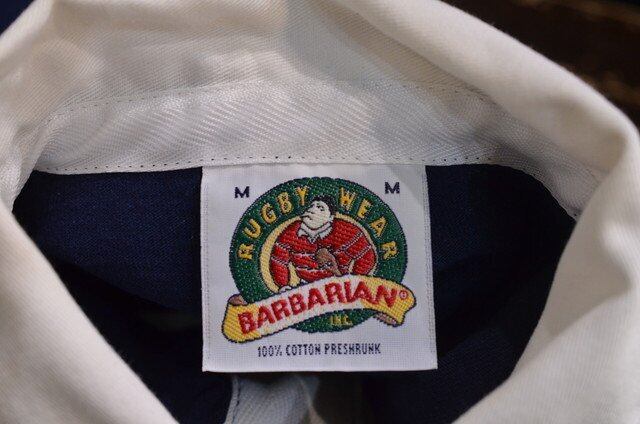 M M
RUGBY WEAR
BARBARIAN®
INC.
100% COTTON PRESHRUNK